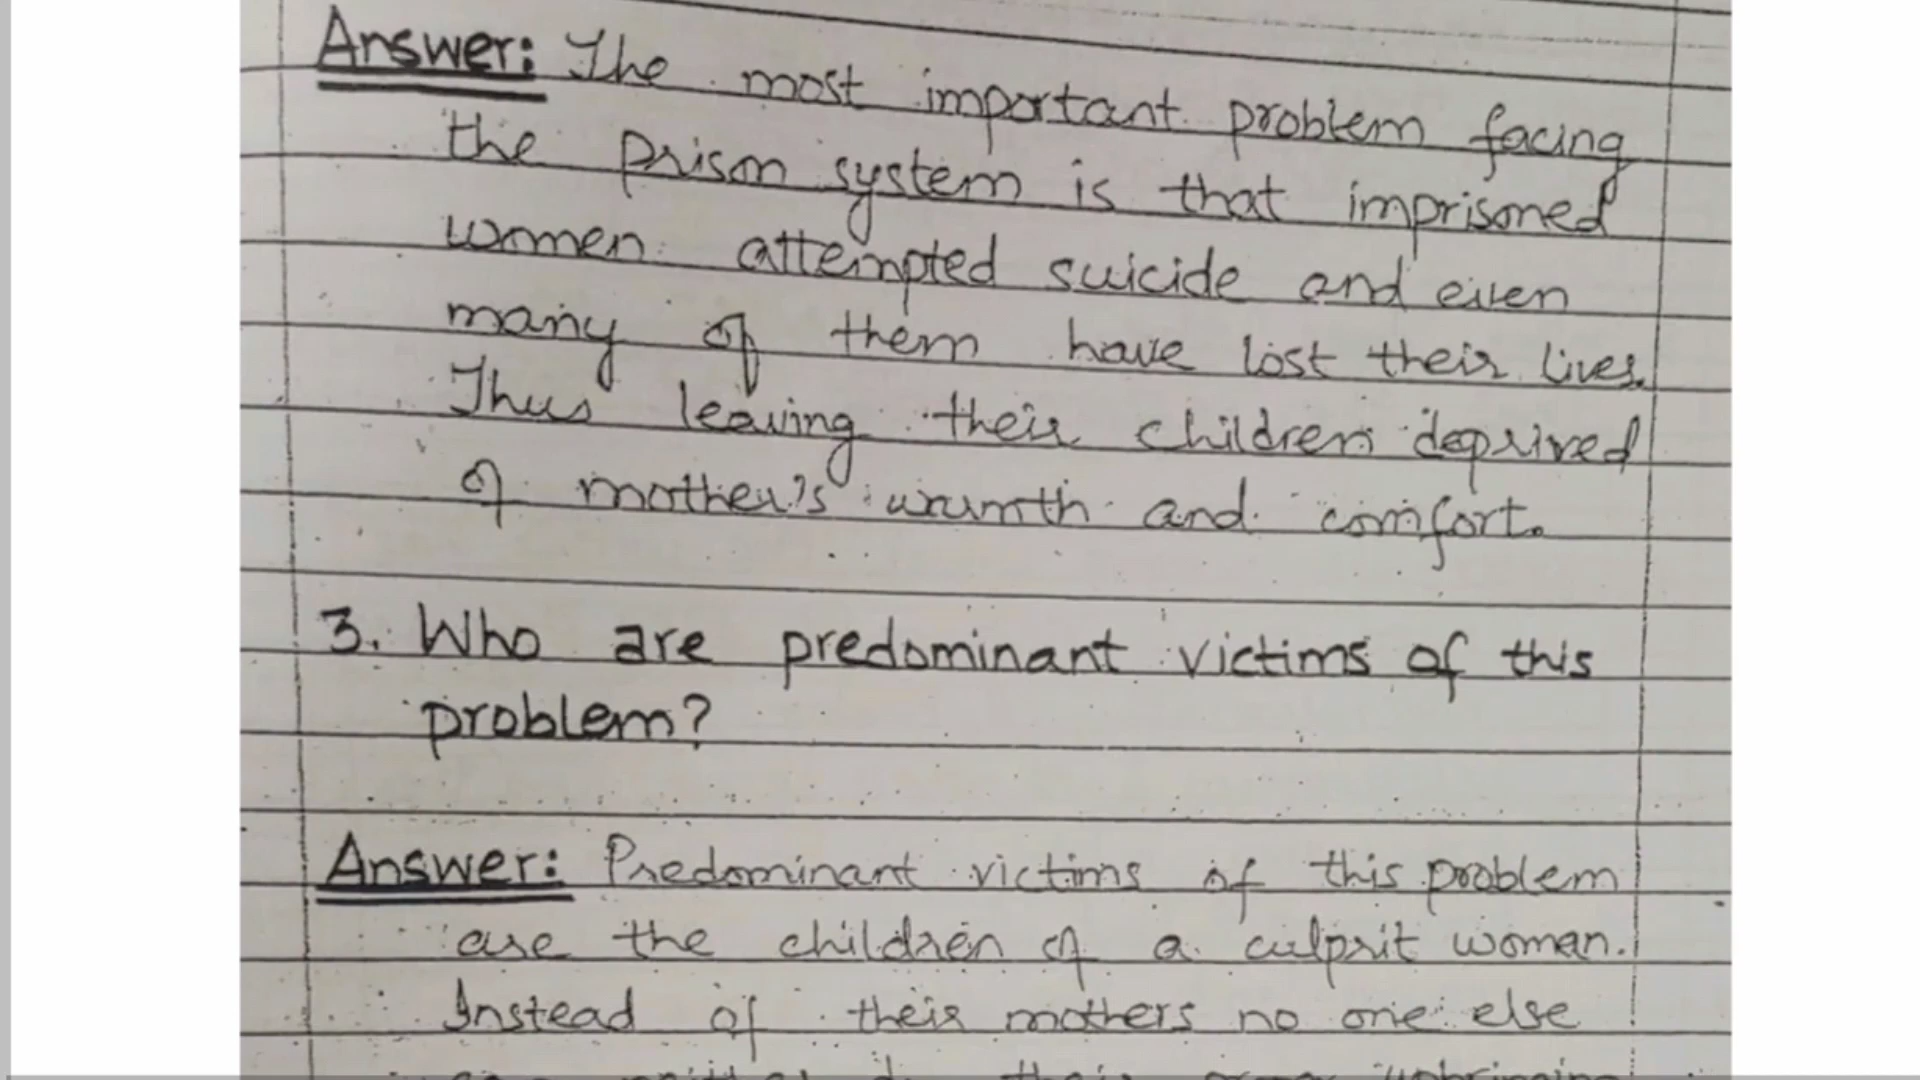 Answer: The most important problem facing
the prison system is that imprisoned
women attempted suicide and even
many of them have lost their lives.
Thus leaving their children deprived
of mother's warmth and comfort.
3. Who are predominant victims of this
problem?
Answer: Predominant victims of this problem
are the children of a culprit woman.
Instead of their mothers no one else
upbringing